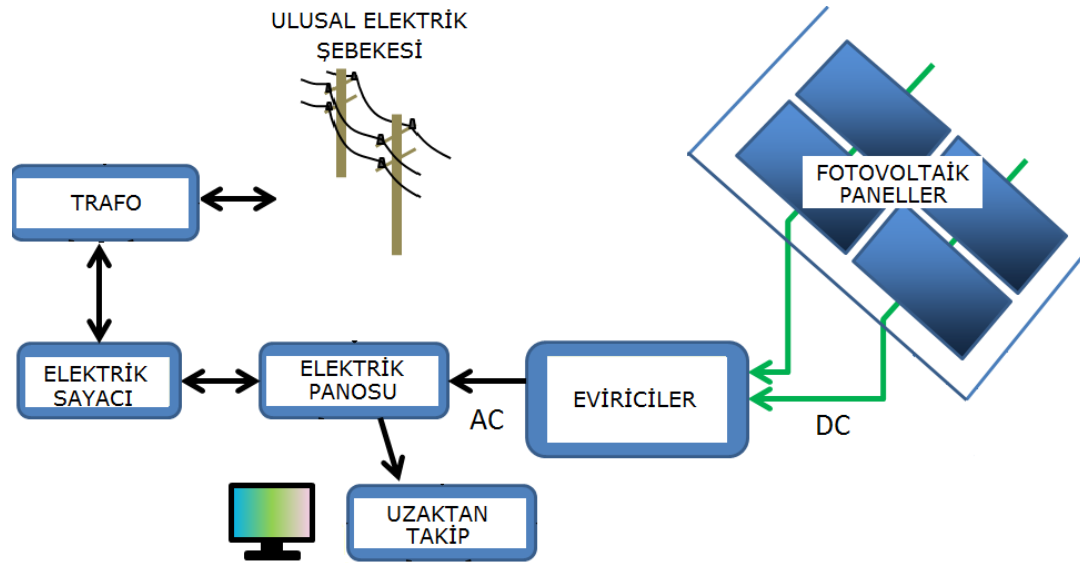 ULUSAL ELEKTRİK
ŞEBEKESİ
TRAFO
FOTOVOLTAİK
PANELLER
ELEKTRİK
SAYACI
ELEKTRİK
PANOSU
AC
EVİRİCİLER
DC
UZAKTAN
TAKİP